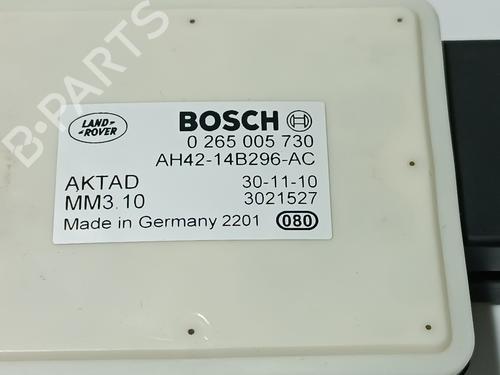 B-PARTS
LAND-
-ROVER
BOSCH
0 265 005 730
AH42-14B296-AC
AKTAD 30-11-10
MM3.10 3021527
Made in Germany 2201 080